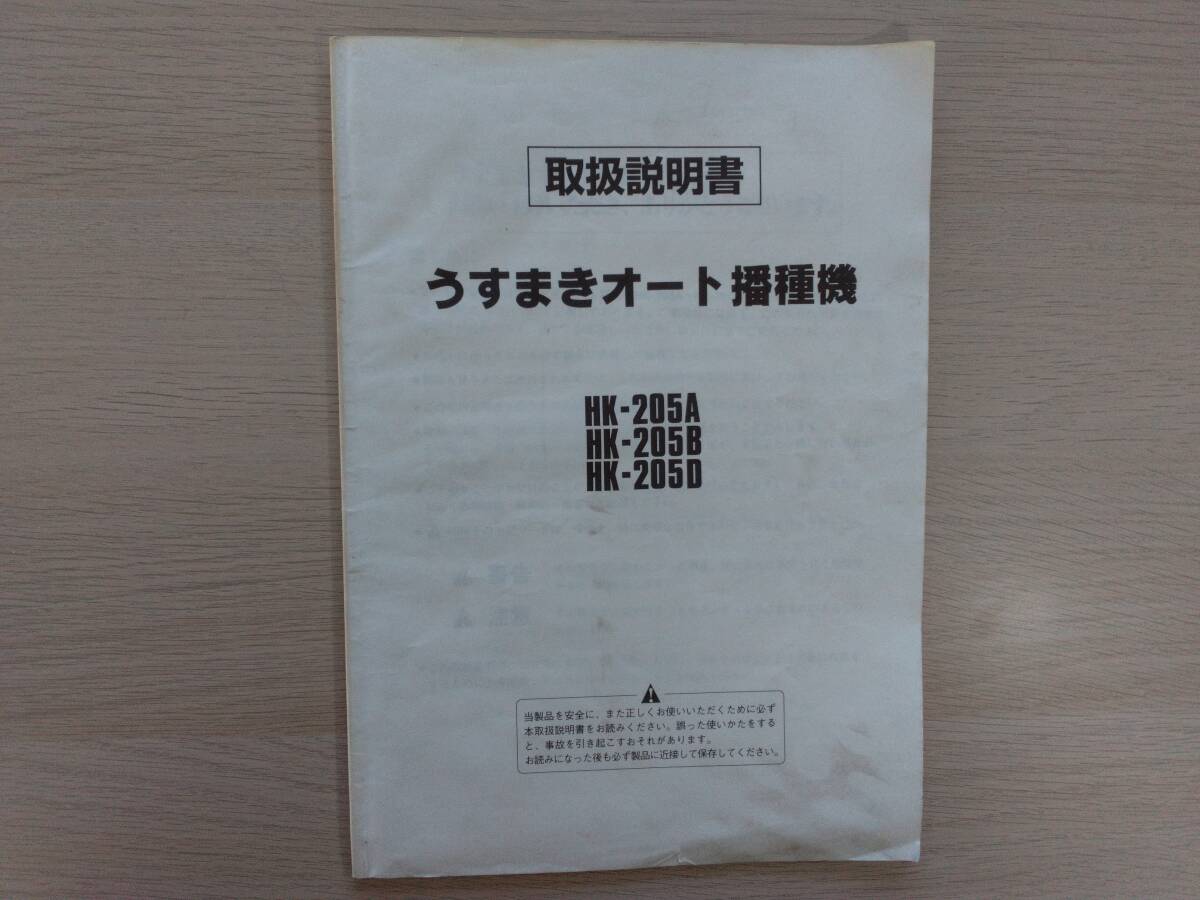 取扱説明書
うすまきオート播種機
HK-205A
HK-205B
HK-205D
当製品を安全に、また正しくお使いいただくために必ず
本取扱説明書をお読みください。誤った使いかたをする
と、事故を引き起こすおそれがあります。
お読みになった後も必ず製品に近接して保存してください。